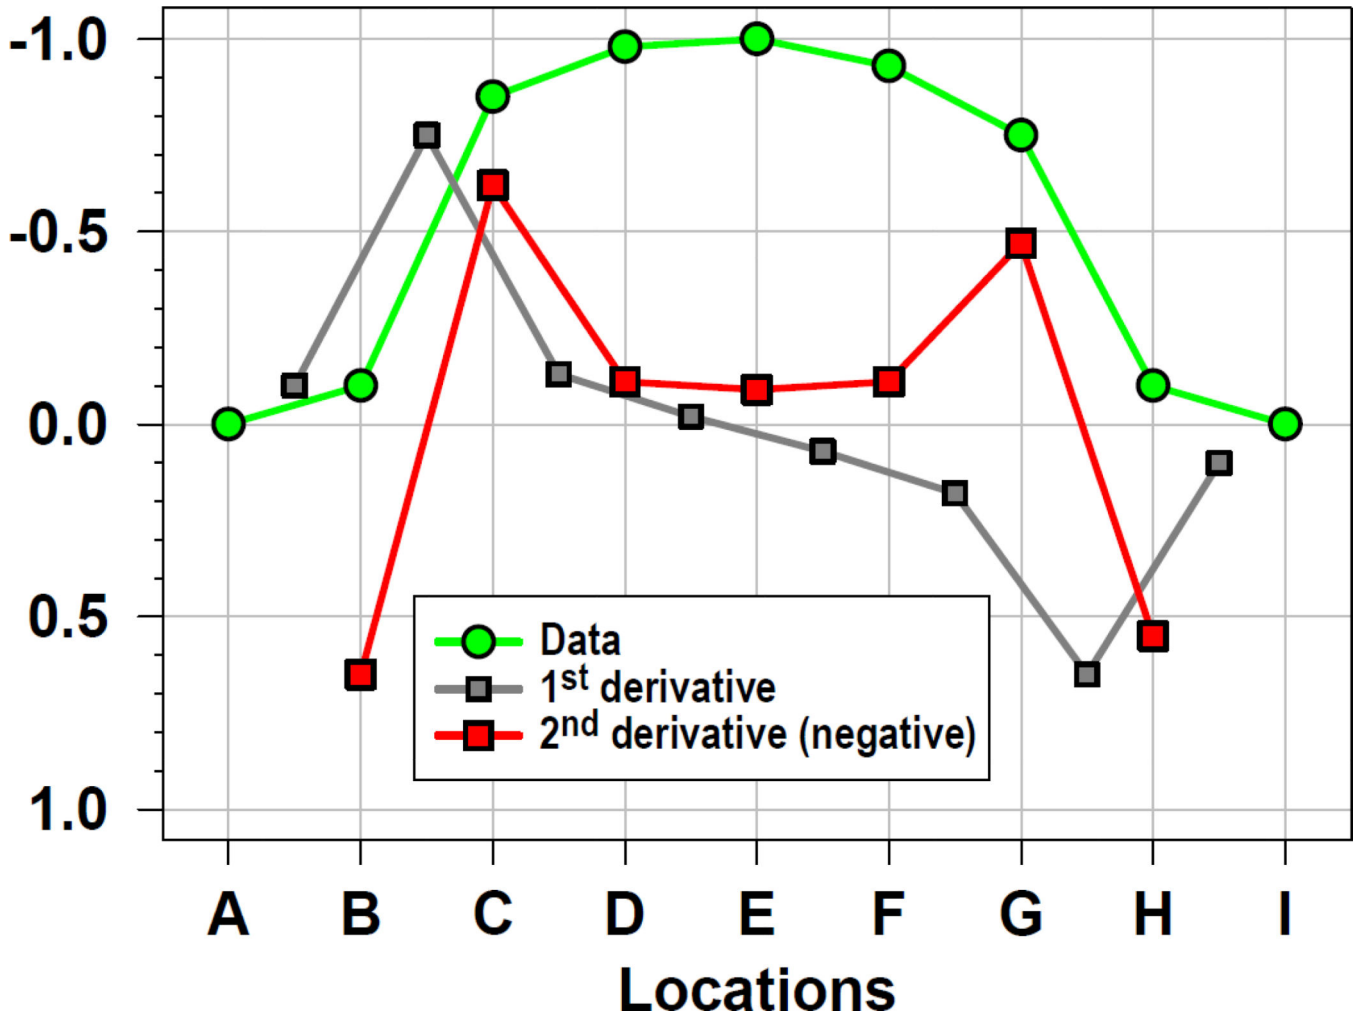 -1.0
-0.5
0.0
0.5
1.0
Data
1st derivative
2nd derivative (negative)
A B C D E F G H I
Locations